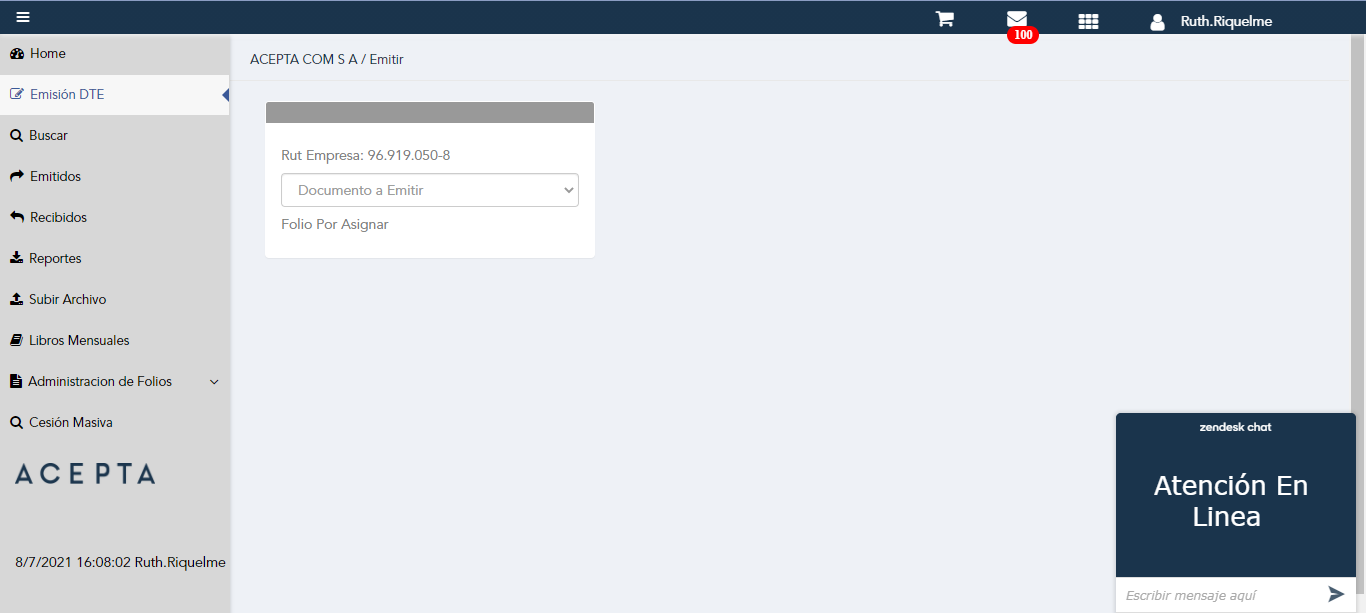 Ruth.Riquelme
100
Home
ACEPTA COM S A / Emitir
Emisión DTE
Buscar
Emitidos
Recibidos
Reportes
Subir Archivo
Libros Mensuales
Administracion de Folios
Cesión Masiva
ACEPTA
8/7/2021 16:08:02 Ruth.Riquelme
Rut Empresa: 96.919.050-8
Documento a Emitir
Folio Por Asignar
zendesk chat
Atención En
Linea
Escribir mensaje aquí